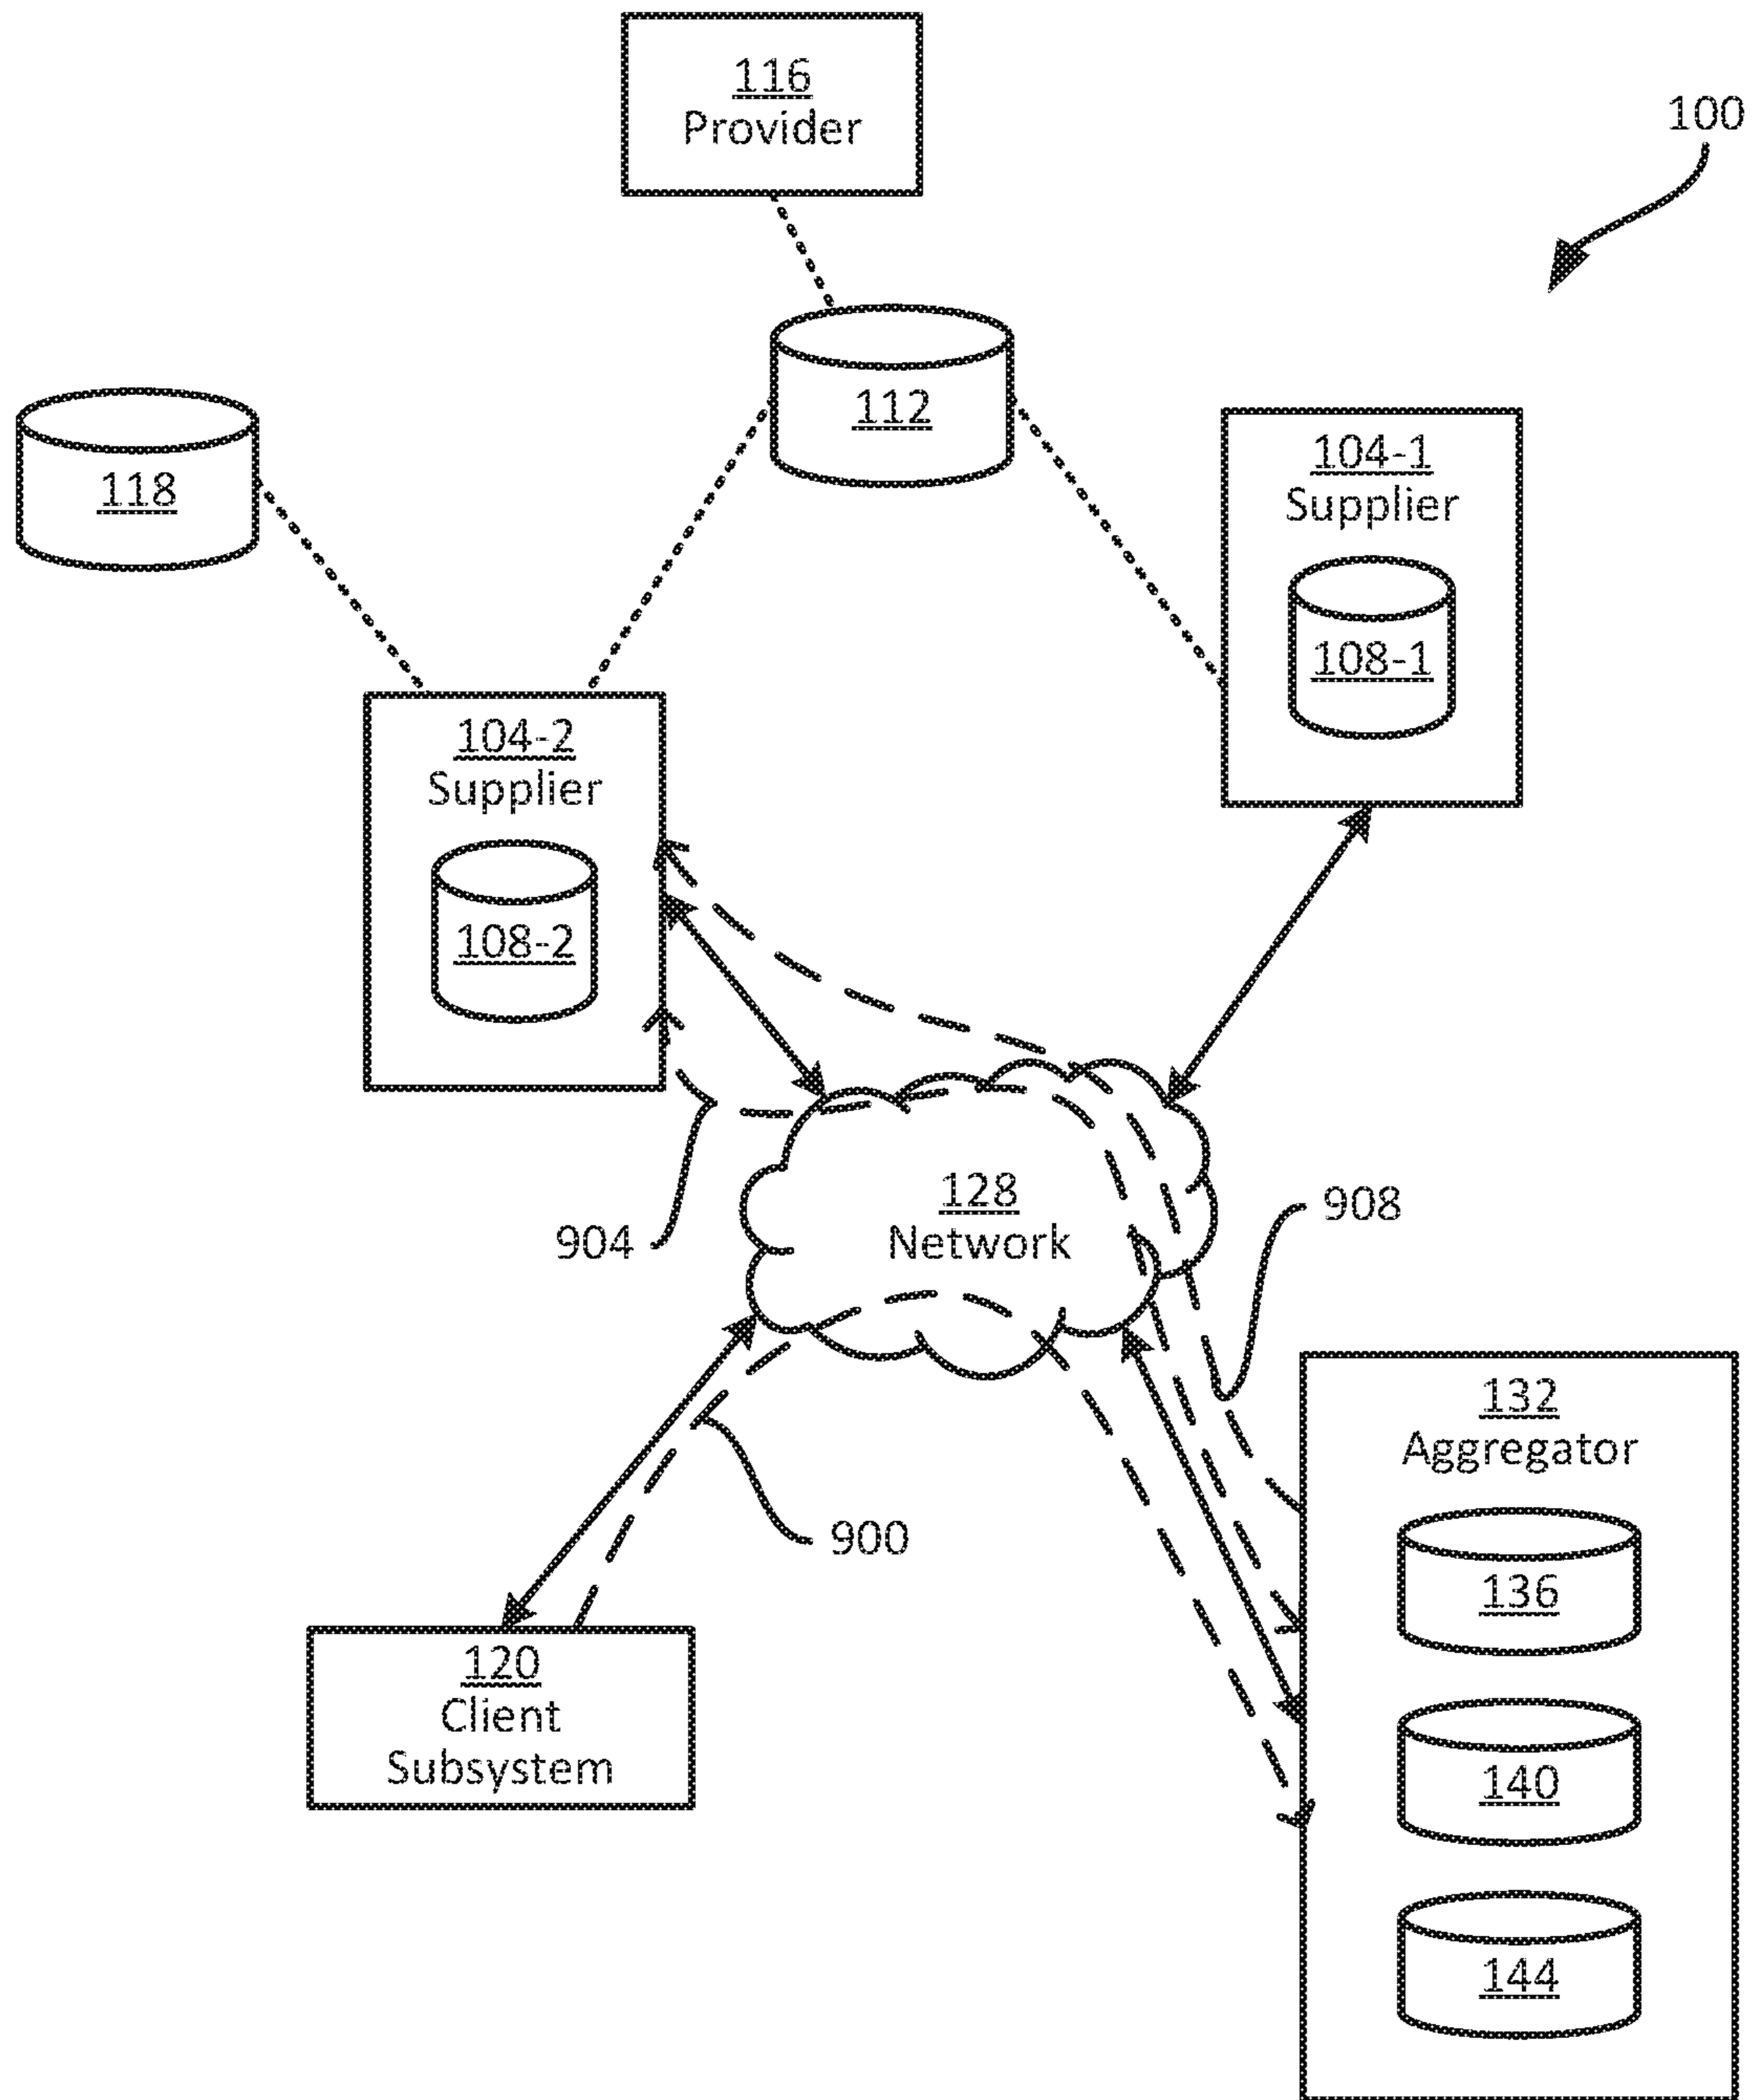 116
Provider
100
112
118
104-1
Supplier
108-1
104-2
Supplier
108-2
128
Network
904
908
132
Aggregator
900
136
120
Client
Subsystem
140
144